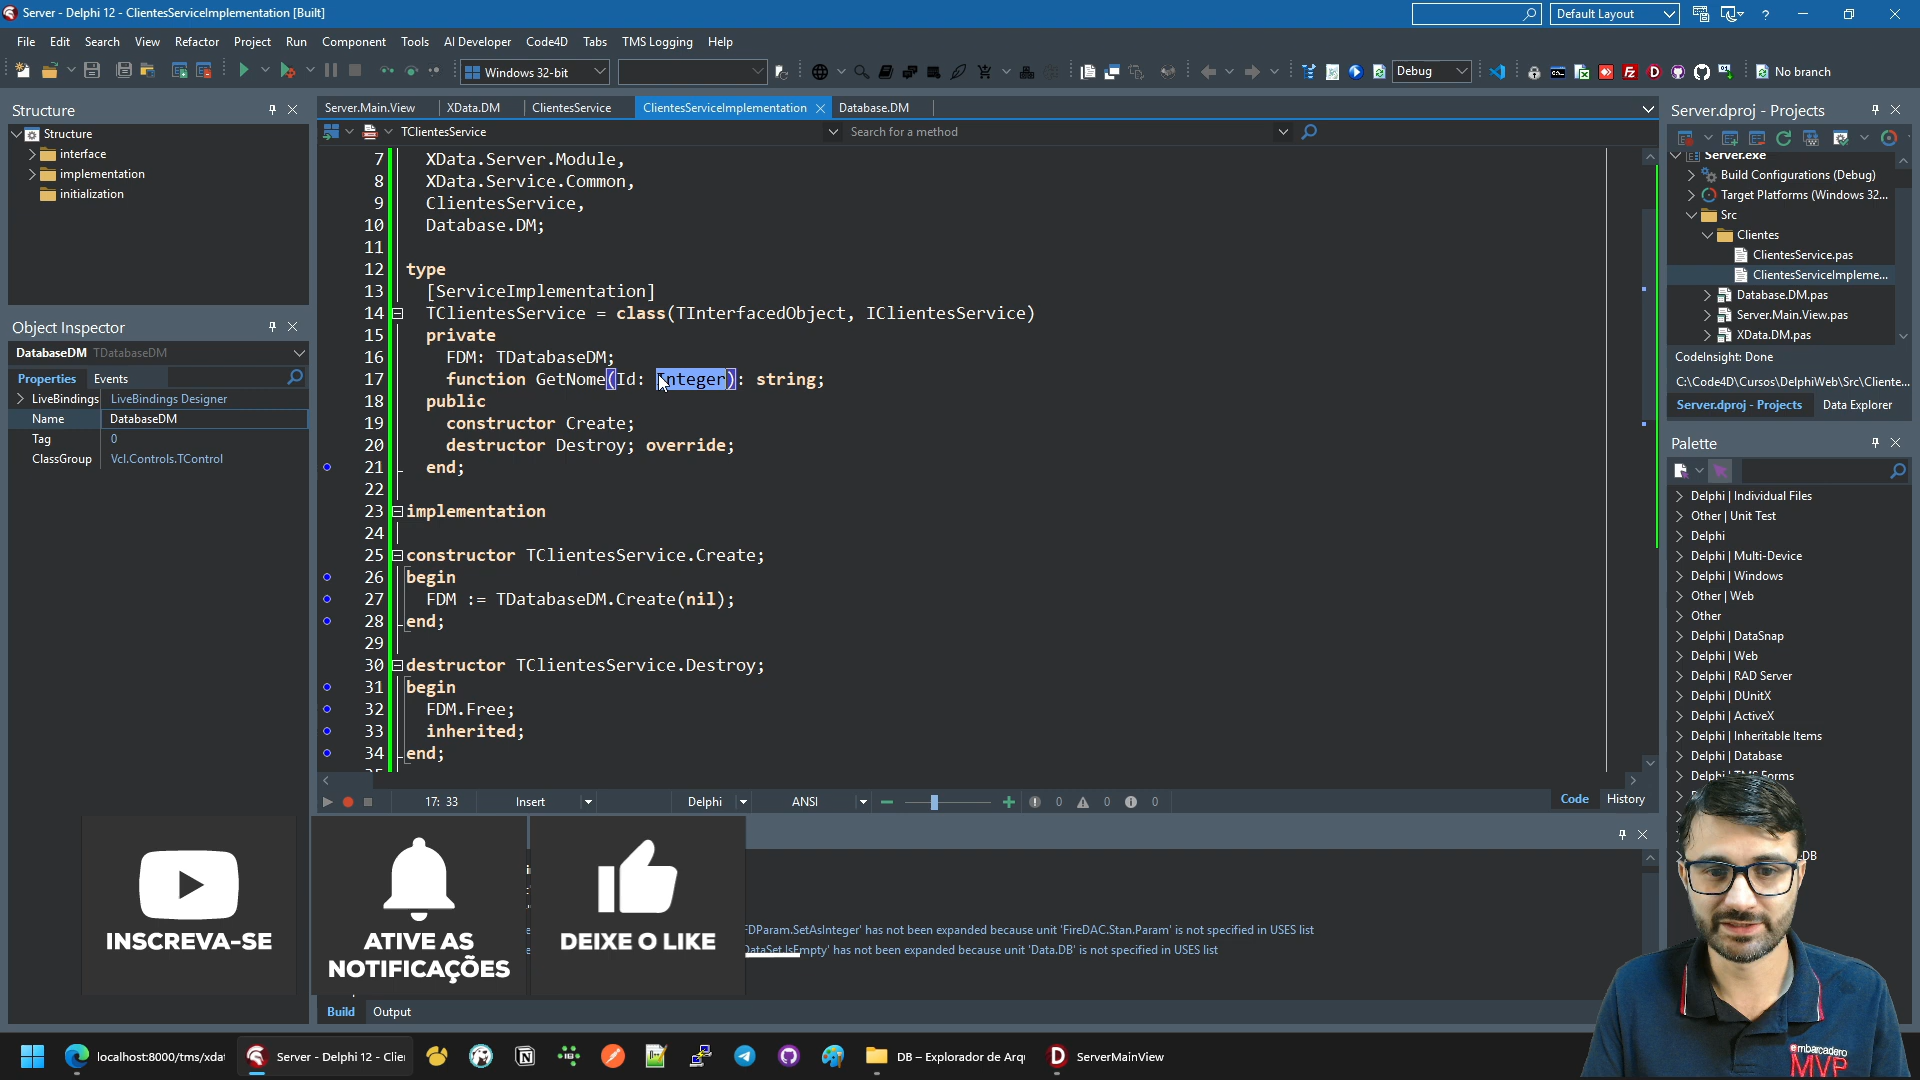 Server - Delphi 12 - ClientesServiceImplementation [Built]
Default Layout
?
File Edit Search View Refactor Project Run Component Tools AI Developer Code4D Tabs TMS Logging Help
Windows 32-bit
Debug
No branch
Structure
Structure
interface
implementation
initialization
Object Inspector
DatabaseDM TDatabaseDM
Properties Events
LiveBindings LiveBindings Designer
Name DatabaseDM
Tag 0
ClassGroup Vcl.Controls.TControl
Server.Main.View XData.DM ClientesService ClientesServiceImplementation Database.DM
TClientesService
Search for a method
7 XData.Server.Module,
8 XData.Service.Common,
9 ClientesService,
10 Database.DM;
11
12 type
13 [ServiceImplementation]
14 TClientesService = class(TInterfacedObject, IClientesService)
15 private
16 FDM: TDatabaseDM;
17 function GetNome(Id: Integer): string;
18 public
19 constructor Create;
20 destructor Destroy; override;
21 end;
22
23 implementation
24
25 constructor TClientesService.Create;
26 begin
27 FDM := TDatabaseDM.Create(nil);
28 end;
29
30 destructor TClientesService.Destroy;
31 begin
32 FDM.Free;
33 inherited;
34 end;
17: 33 Insert Delphi ANSI 0 0 0
Code History
Server.dproj - Projects
Server.exe
Build Configurations (Debug)
Target Platforms (Windows 32...
Src
Clientes
ClientesService.pas
ClientesServiceImpleme...
Database.DM.pas
Server.Main.View.pas
XData.DM.pas
CodeInsight: Done
C:\Code4D\Cursos\DelphiWeb\Src\Cliente...
Server.dproj - Projects Data Explorer
Palette
Delphi | Individual Files
Other | Unit Test
Delphi
Delphi | Multi-Device
Delphi | Windows
Other | Web
Other
Delphi | DataSnap
Delphi | Web
Delphi | RAD Server
Delphi | DUnitX
Delphi | ActiveX
Delphi | Inheritable Items
Delphi | Database
DB
INSCREVA-SE
ATIVE AS
NOTIFICAÇÕES
DEIXE O LIKE
FDParam.SetAsInteger' has not been expanded because unit 'FireDAC.Stan.Param' is not specified in USES list
DataSet.IsEmpty' has not been expanded because unit 'Data.DB' is not specified in USES list
Build Output
localhost:8000/tms/xdat
Server - Delphi 12 - Clie
DB – Explorador de Arqu
ServerMainView
embarcadero
MVP